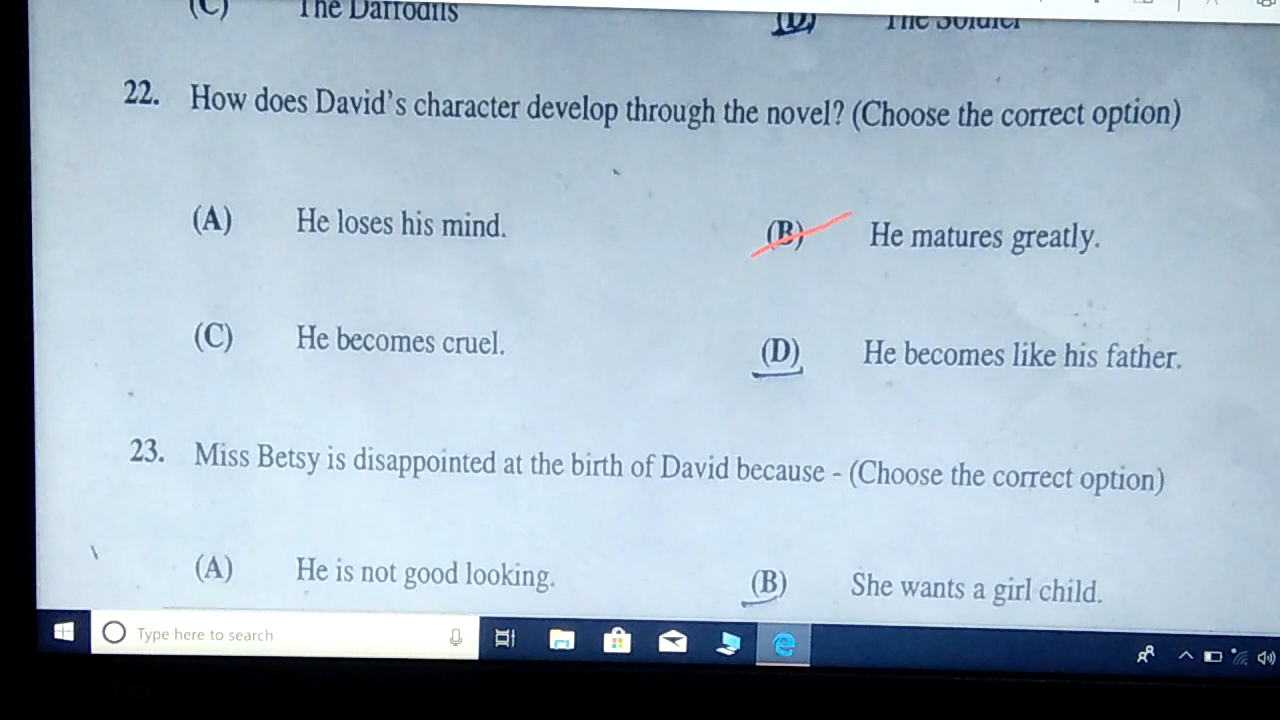 (C) The Daffodils (D) The Soldier
22. How does David's character develop through the novel? (Choose the correct option)
(A) He loses his mind. (B) He matures greatly.
(C) He becomes cruel. (D) He becomes like his father.
23. Miss Betsy is disappointed at the birth of David because - (Choose the correct option)
(A) He is not good looking. (B) She wants a girl child.
Type here to search